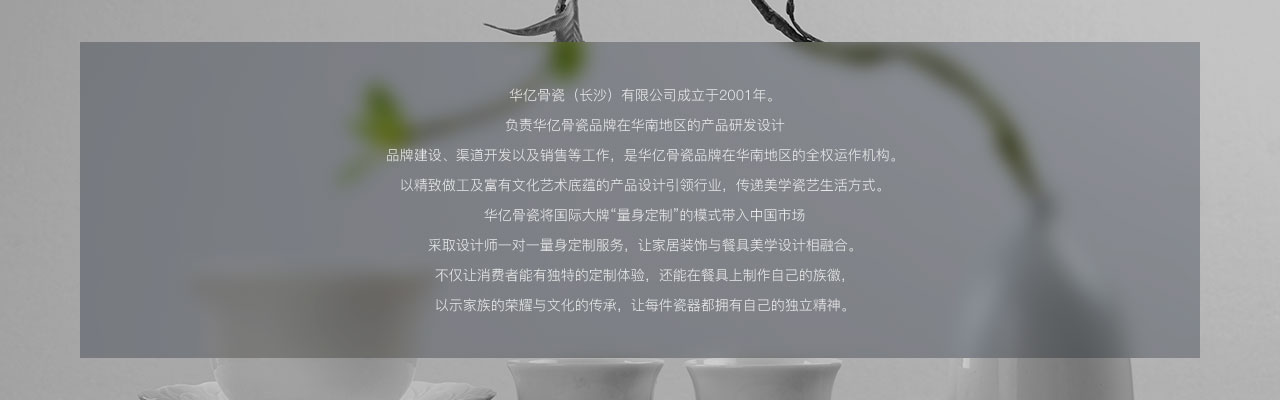 华亿骨瓷（长沙）有限公司成立于2001年。
负责华亿骨瓷品牌在华南地区的产品研发设计
品牌建设、渠道开发以及销售等工作，是华亿骨瓷品牌在华南地区的全权运作机构。
以精致做工及富有文化艺术底蕴的产品设计引领行业，传递美学瓷艺生活方式。
华亿骨瓷将国际大牌“量身定制”的模式带入中国市场
采取设计师一对一量身定制服务，让家居装饰与餐具美学设计相融合。
不仅让消费者能有独特的定制体验，还能在餐具上制作自己的族徽，
以示家族的荣耀与文化的传承，让每件瓷器都拥有自己的独立精神。